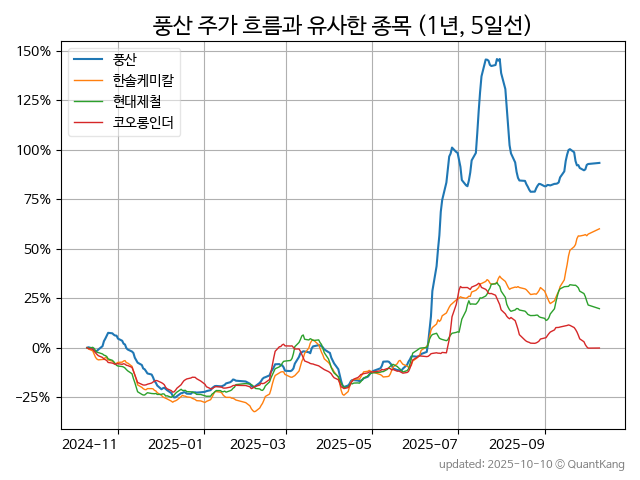 풍산 주가 흐름과 유사한 종목 (1년, 5일선)
150%
125%
100%
75%
50%
25%
0%
−25%
풍산
한솔케미칼
현대제철
코오롱인더
2024-11
2025-01
2025-03
2025-05
2025-07
2025-09
updated: 2025-10-10 © QuantKang